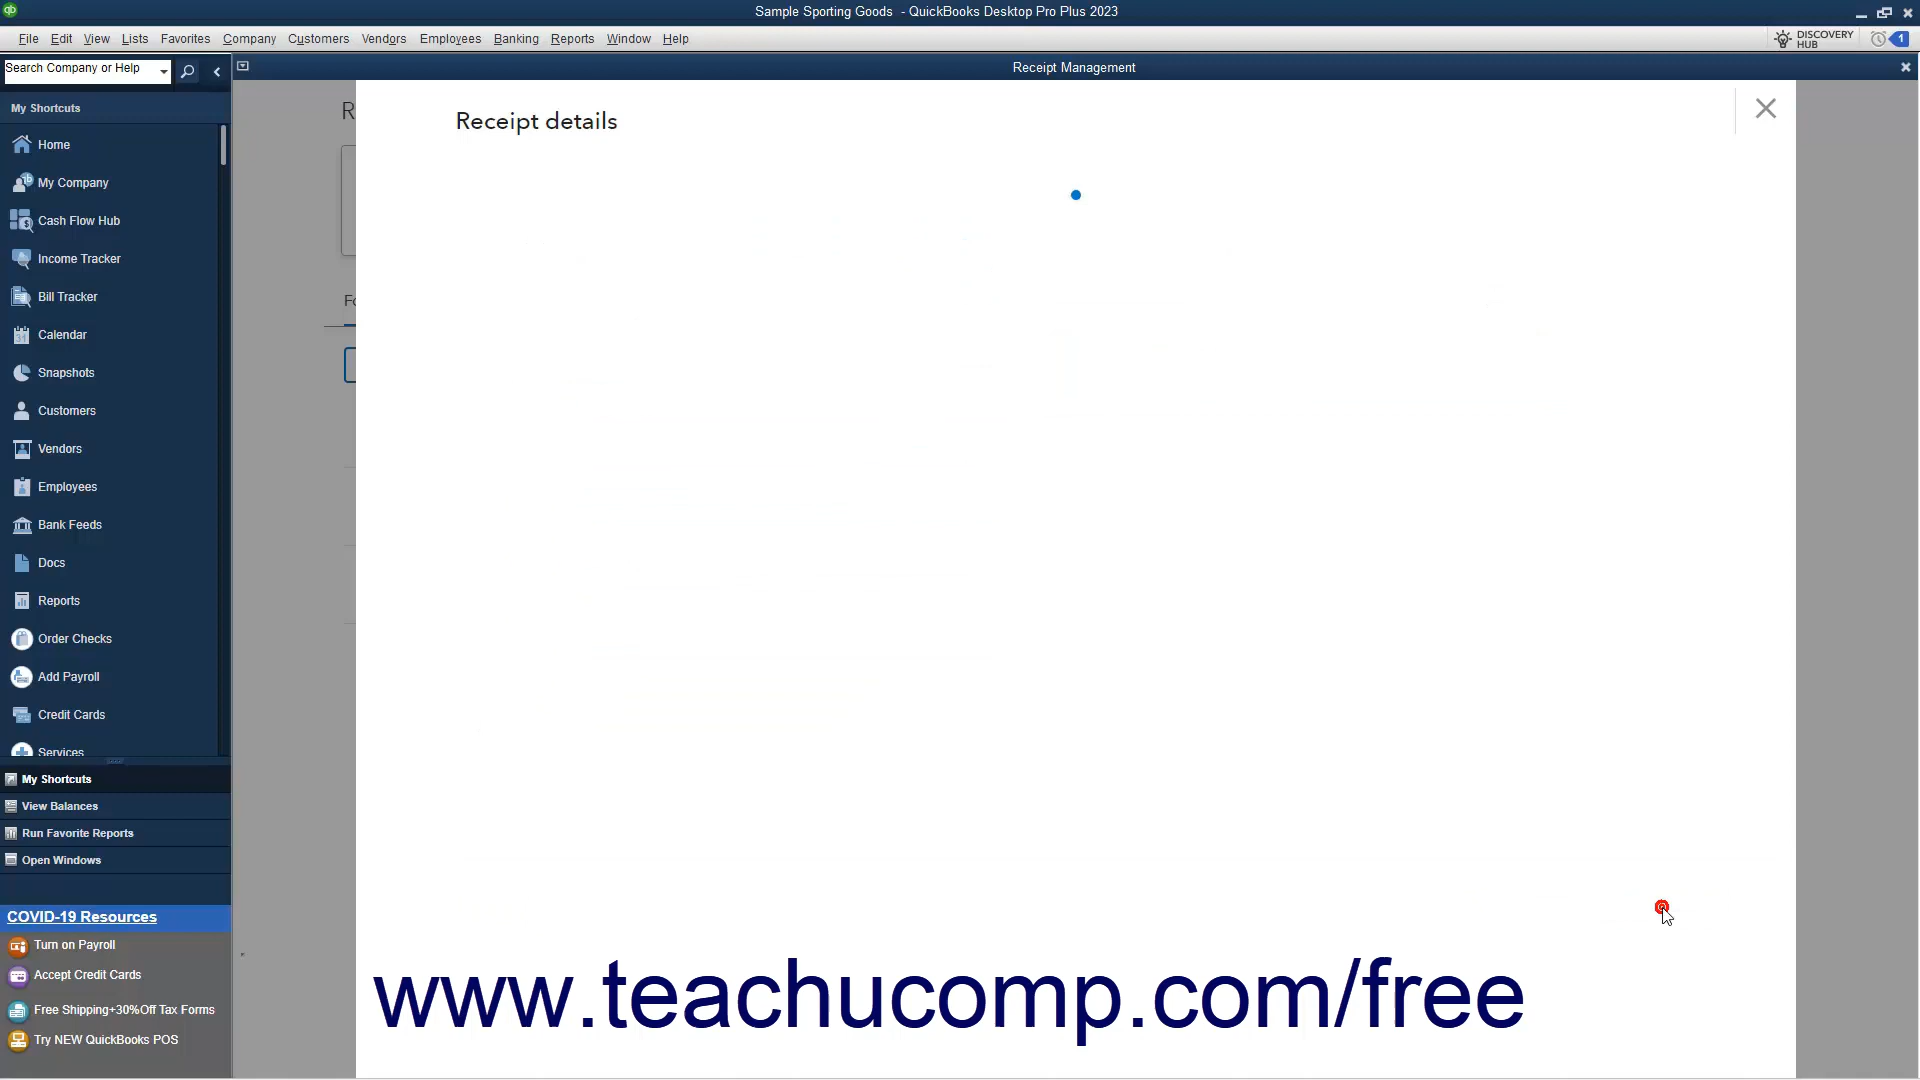 Sample Sporting Goods - QuickBooks Desktop Pro Plus 2023
File Edit View Lists Favorites Company Customers Vendors Employees Banking Reports Window Help
DISCOVERY
HUB
1
Search Company or Help
Receipt Management
My Shortcuts
Receipt details
Home
My Company
Cash Flow Hub
Income Tracker
Bill Tracker
Calendar
Snapshots
Customers
Vendors
Employees
Bank Feeds
Docs
Reports
Order Checks
Add Payroll
Credit Cards
Services
My Shortcuts
View Balances
Run Favorite Reports
Open Windows
COVID-19 Resources
Turn on Payroll
Accept Credit Cards
Free Shipping+30%Off Tax Forms
Try NEW QuickBooks POS
www.teachucomp.com/free